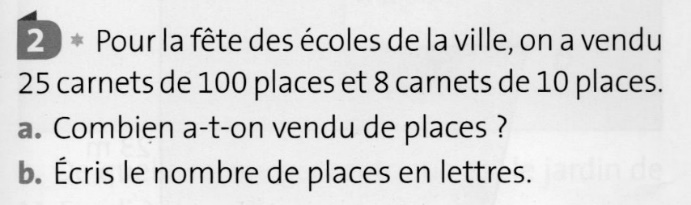 2 * Pour la fête des écoles de la ville, on a vendu
25 carnets de 100 places et 8 carnets de 10 places.
a. Combien a-t-on vendu de places ?
b. Écris le nombre de places en lettres.